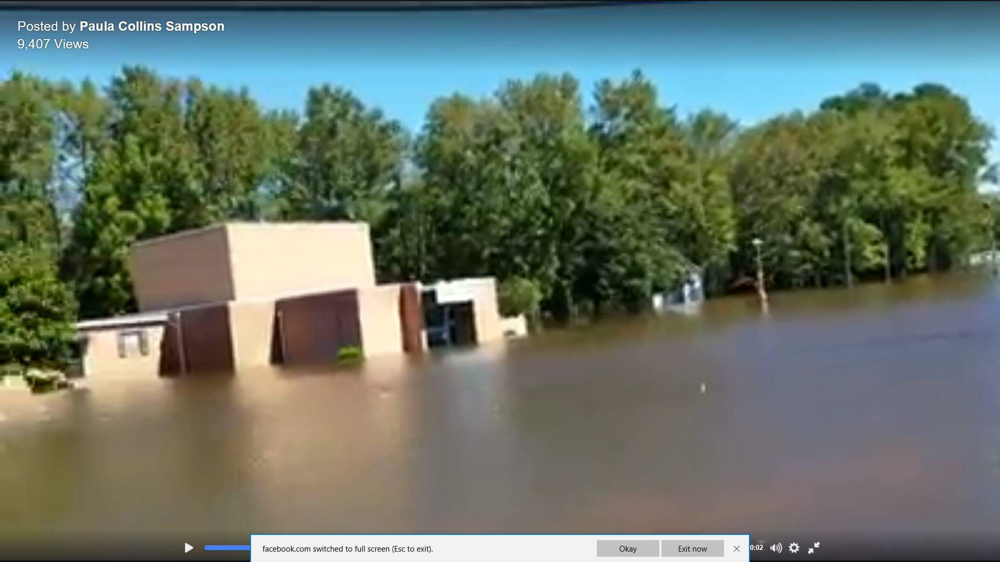 Posted by Paula Collins Sampson
9,407 Views
facebook.com switched to full screen (Esc to exit).
Okay
Exit now
0:02